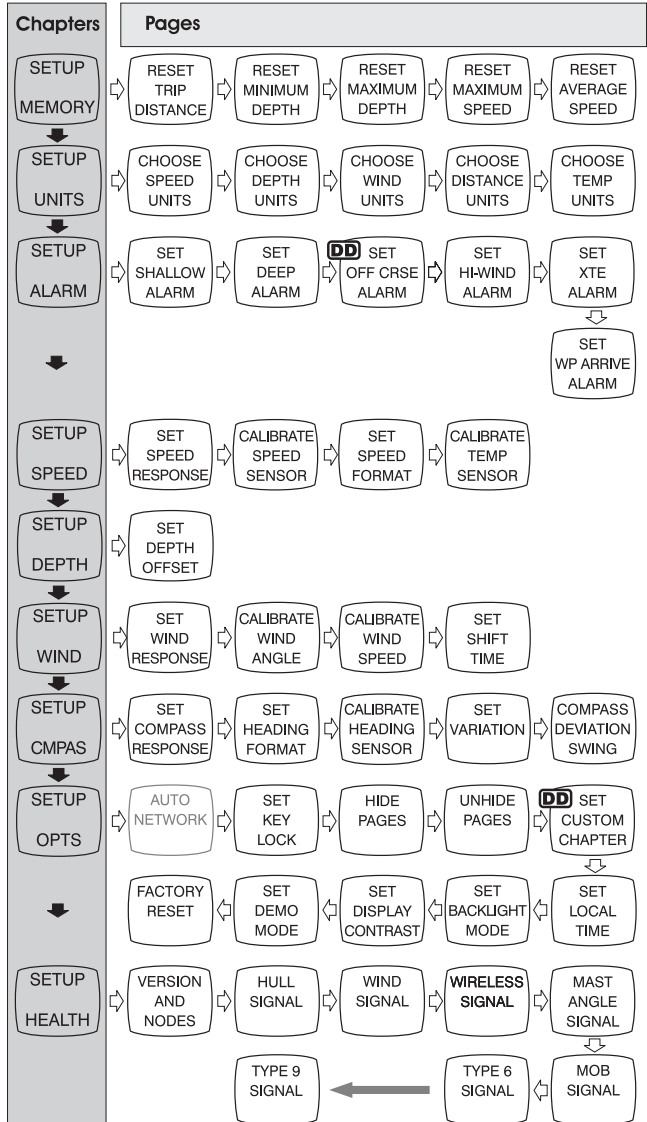 Chapters
Pages
SETUP
MEMORY
RESET
TRIP
DISTANCE
RESET
MINIMUM
DEPTH
RESET
MAXIMUM
DEPTH
RESET
MAXIMUM
SPEED
RESET
AVERAGE
SPEED
SETUP
UNITS
CHOOSE
SPEED
UNITS
CHOOSE
DEPTH
UNITS
CHOOSE
WIND
UNITS
CHOOSE
DISTANCE
UNITS
CHOOSE
TEMP
UNITS
SETUP
ALARM
SET
SHALLOW
ALARM
SET
DEEP
ALARM
DD
SET
OFF CRSE
ALARM
SET
HI-WIND
ALARM
SET
XTE
ALARM
SET
WP ARRIVE
ALARM
SETUP
SPEED
SET
SPEED
RESPONSE
CALIBRATE
SPEED
SENSOR
SET
SPEED
FORMAT
CALIBRATE
TEMP
SENSOR
SETUP
DEPTH
SET
DEPTH
OFFSET
SETUP
WIND
SET
WIND
RESPONSE
CALIBRATE
WIND
ANGLE
CALIBRATE
WIND
SPEED
SET
SHIFT
TIME
SETUP
CMPAS
SET
COMPASS
RESPONSE
SET
HEADING
FORMAT
CALIBRATE
HEADING
SENSOR
SET
VARIATION
COMPASS
DEVIATION
SWING
SETUP
OPTS
AUTO
NETWORK
SET
KEY
LOCK
HIDE
PAGES
UNHIDE
PAGES
DD
SET
CUSTOM
CHAPTER
FACTORY
RESET
SET
DEMO
MODE
SET
DISPLAY
CONTRAST
SET
BACKLIGHT
MODE
SET
LOCAL
TIME
SETUP
HEALTH
VERSION
AND
NODES
HULL
SIGNAL
WIND
SIGNAL
WIRELESS
SIGNAL
MAST
ANGLE
SIGNAL
TYPE 9
SIGNAL
TYPE 6
SIGNAL
MOB
SIGNAL